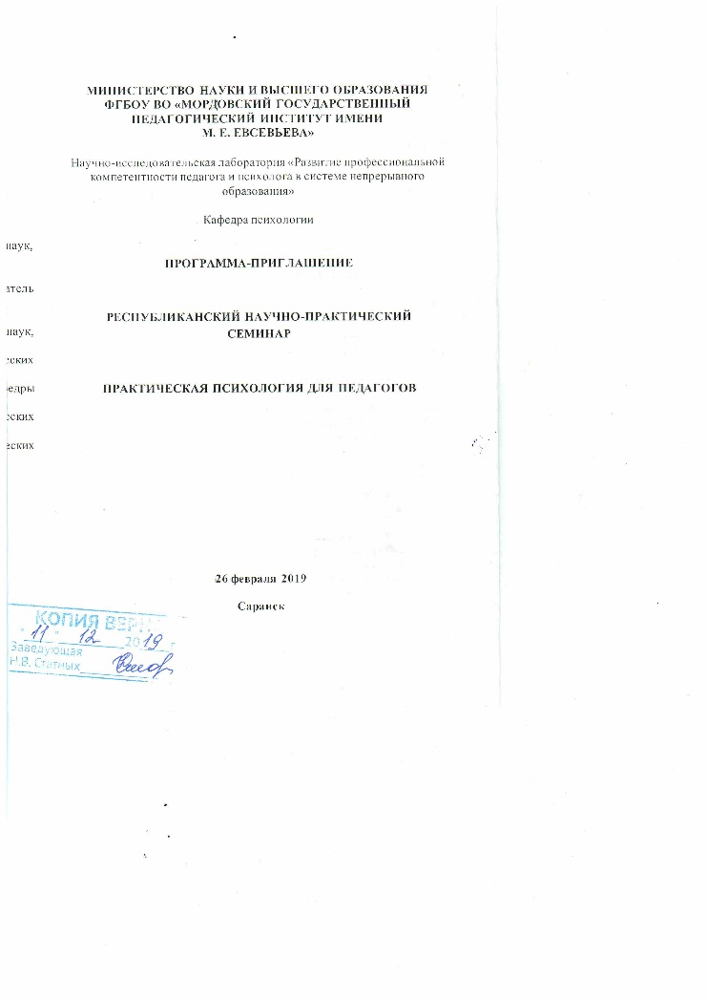 МИНИСТЕРСТВО НАУКИ И ВЫСШЕГО ОБРАЗОВАНИЯ
ФГБОУ ВО «МОРДОВСКИЙ ГОСУДАРСТВЕННЫЙ
ПЕДАГОГИЧЕСКИЙ ИНСТИТУТ ИМЕНИ
М. Е. ЕВСЕВЬЕВА»
Научно-исследовательская лаборатория «Развитие профессиональной
компетентности педагога и психолога в системе непрерывного
образования»
Кафедра психологии
наук,
ПРОГРАММА-ПРИГЛАШЕНИЕ
атель
РЕСПУБЛИКАНСКИЙ НАУЧНО-ПРАКТИЧЕСКИЙ
наук,
СЕМИНАР
еских
едры
ПРАКТИЧЕСКАЯ ПСИХОЛОГИЯ ДЛЯ ПЕДАГОГОВ
еских
еских
26 февраля 2019
Саранск
КОПИЯ ВЕР
"11" 12 2019 г
Заведующая
Н.В. Статных